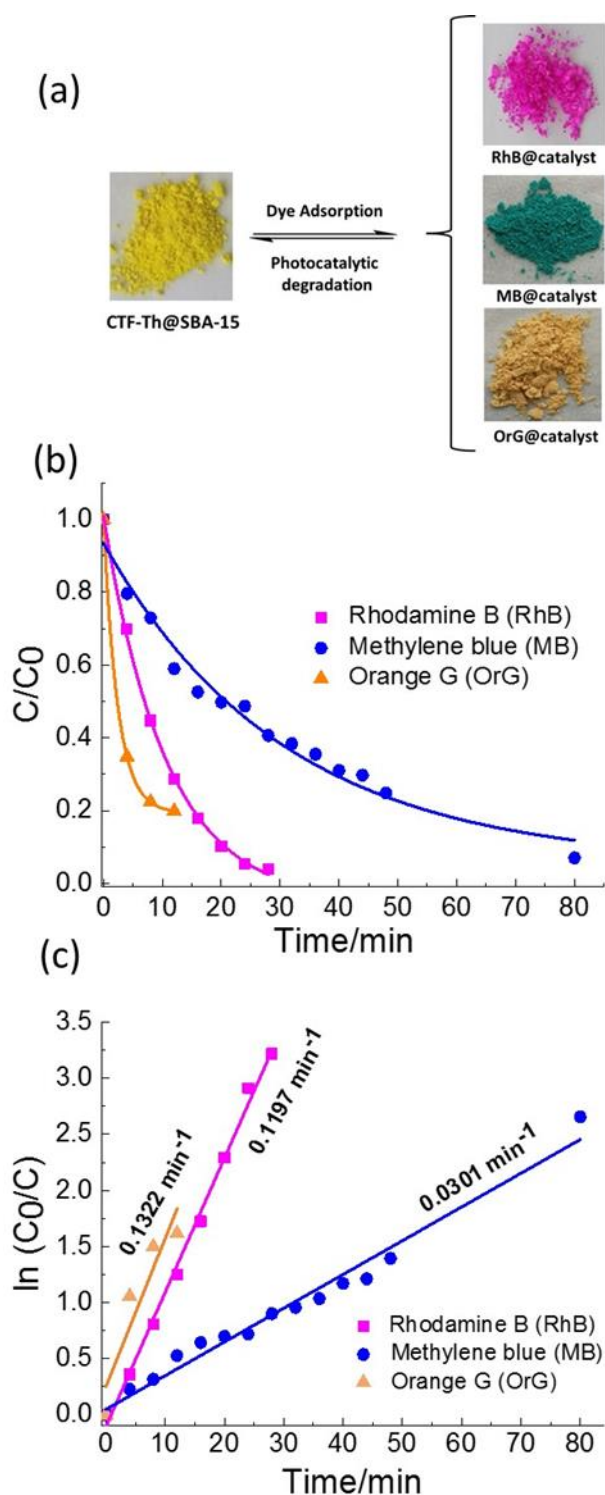 (a)
RhB@catalyst
Dye Adsorption
Photocatalytic
degradation
CTF-Th@SBA-15
MB@catalyst
OrG@catalyst
(b)
C/C0
1.0
0.8
0.6
0.4
0.2
0.0
Rhodamine B (RhB)
Methylene blue (MB)
Orange G (OrG)
0 10 20 30 40 50 60 70 80
Time/min
(c)
ln (C0/C)
3.5
3.0
2.5
2.0
1.5
1.0
0.5
0.0
0.1322 min-1
0.1197 min-1
0.0301 min-1
Rhodamine B (RhB)
Methylene blue (MB)
Orange G (OrG)
0 20 40 60 80
Time/min